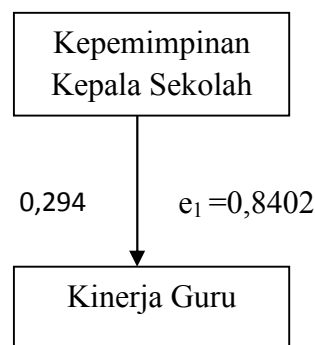 Kepemimpinan
Kepala Sekolah
0,294
e₁ =0,8402
Kinerja Guru